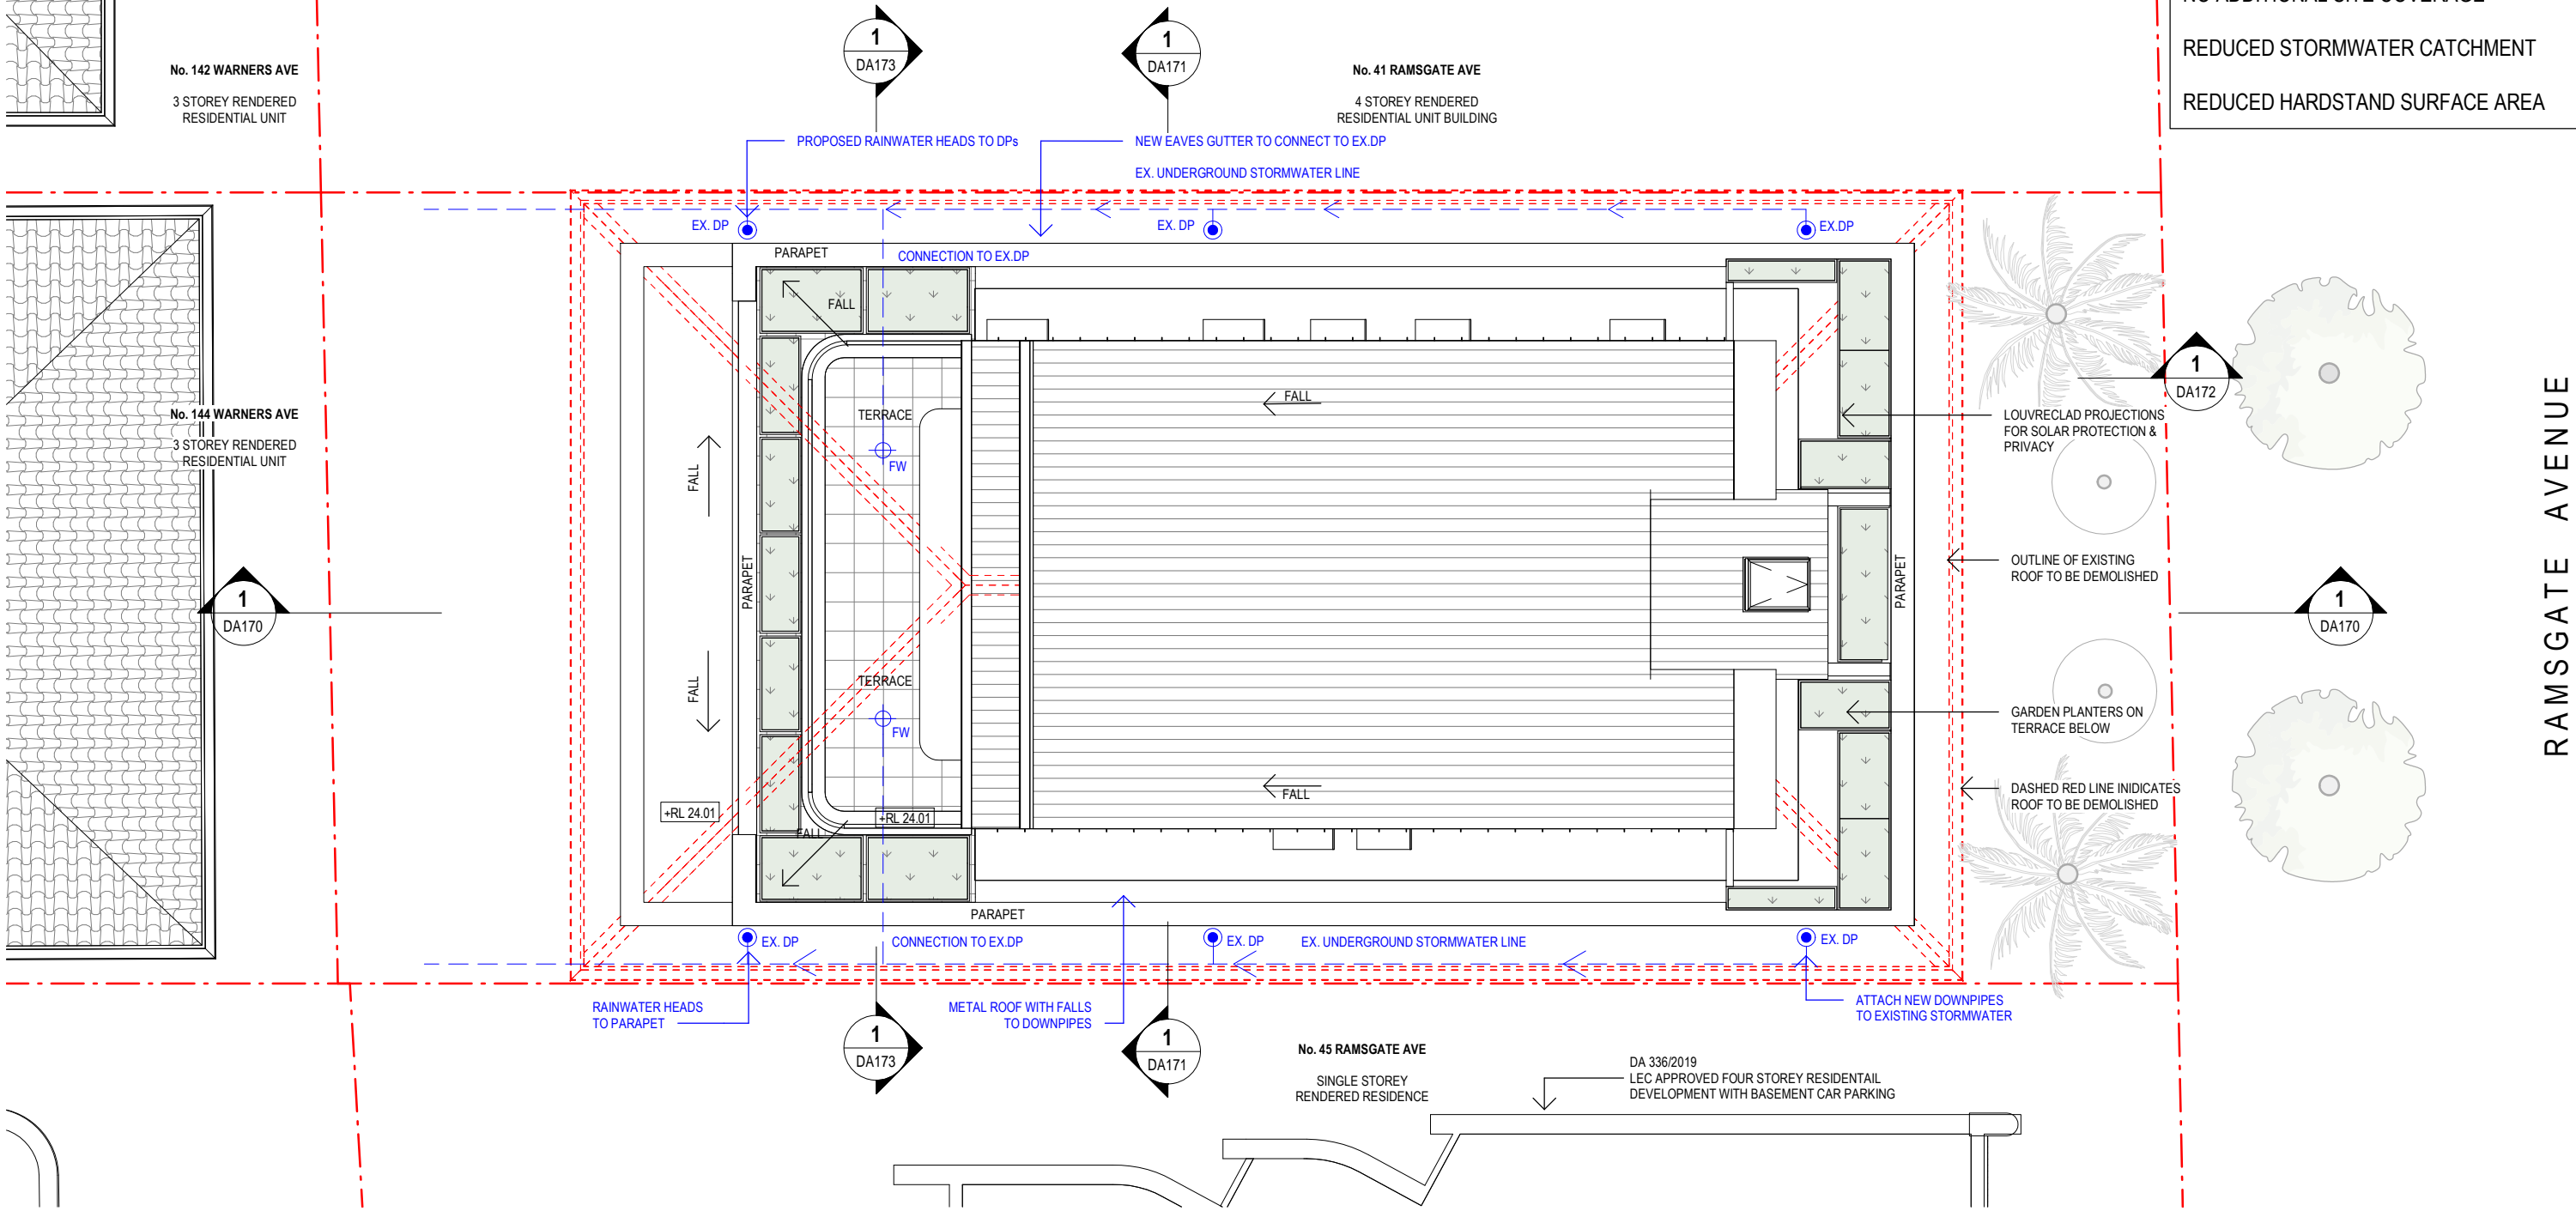 NO ADDITIONAL SITE COVERAGE
REDUCED STORMWATER CATCHMENT
REDUCED HARDSTAND SURFACE AREA
No. 142 WARNERS AVE
3 STOREY RENDERED
RESIDENTIAL UNIT
1
DA173
1
DA171
No. 41 RAMSGATE AVE
4 STOREY RENDERED
RESIDENTIAL UNIT BUILDING
PROPOSED RAINWATER HEADS TO DPs
NEW EAVES GUTTER TO CONNECT TO EX.DP
EX. UNDERGROUND STORMWATER LINE
EX. DP
EX. DP
EX.DP
PARAPET
CONNECTION TO EX.DP
FALL
No. 144 WARNERS AVE
3 STOREY RENDERED
RESIDENTIAL UNIT
FALL
TERRACE
FW
FALL
1
DA172
LOUVRECLAD PROJECTIONS
FOR SOLAR PROTECTION &
PRIVACY
RAMSGATE AVENUE
PARAPET
PARAPET
OUTLINE OF EXISTING
ROOF TO BE DEMOLISHED
1
DA170
1
DA170
FALL
TERRACE
FW
GARDEN PLANTERS ON
TERRACE BELOW
FALL
DASHED RED LINE INIDICATES
ROOF TO BE DEMOLISHED
+RL 24.01
+RL 24.01
FALL
PARAPET
EX. DP
CONNECTION TO EX.DP
EX. DP
EX. UNDERGROUND STORMWATER LINE
EX. DP
RAINWATER HEADS
TO PARAPET
METAL ROOF WITH FALLS
TO DOWNPIPES
ATTACH NEW DOWNPIPES
TO EXISTING STORMWATER
1
DA173
1
DA171
No. 45 RAMSGATE AVE
SINGLE STOREY
RENDERED RESIDENCE
DA 336/2019
LEC APPROVED FOUR STOREY RESIDENTAIL
DEVELOPMENT WITH BASEMENT CAR PARKING